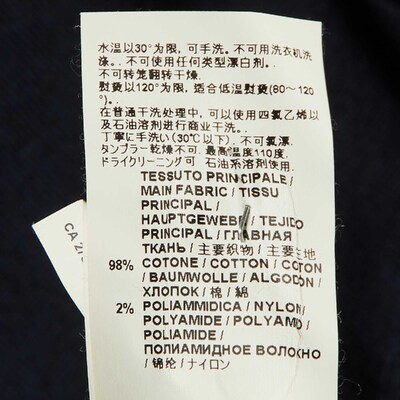 水温以30°为限，可手洗。不可用洗衣机洗
涤。. 不可使用任何类型漂白剂。.
不可转笼翻转干燥.
熨烫以120°为限，适合低温熨烫(80～120
°). .
在普通干洗处理中，可以使用四氯乙烯以
及石油溶剂进行商业干洗。.
丁寧に手洗い(30℃以下)，不可氯漂.
タンブラー乾燥不可. 最高温度110度.
ドライクリーニング可 石油系溶剤使用.
TESSUTO PRINCIPALE /
MAIN FABRIC / TISSU
PRINCIPAL /
HAUPTGEWEBE / TEJIDO
PRINCIPAL / ГЛАВНАЯ
ТКАНЬ / 主要织物 / 主要生地
98% COTONE / COTTON / COTON
/ BAUMWOLLE / ALGODON
/
ХЛОПОК / 棉 / 綿
2% POLIAMMIDICA / NYLON /
POLYAMIDE / POLYAMID /
POLIAMIDE /
ПОЛИАМИДНОЕ ВОЛОКНО
/ 锦纶 / ナイロン
CA 27